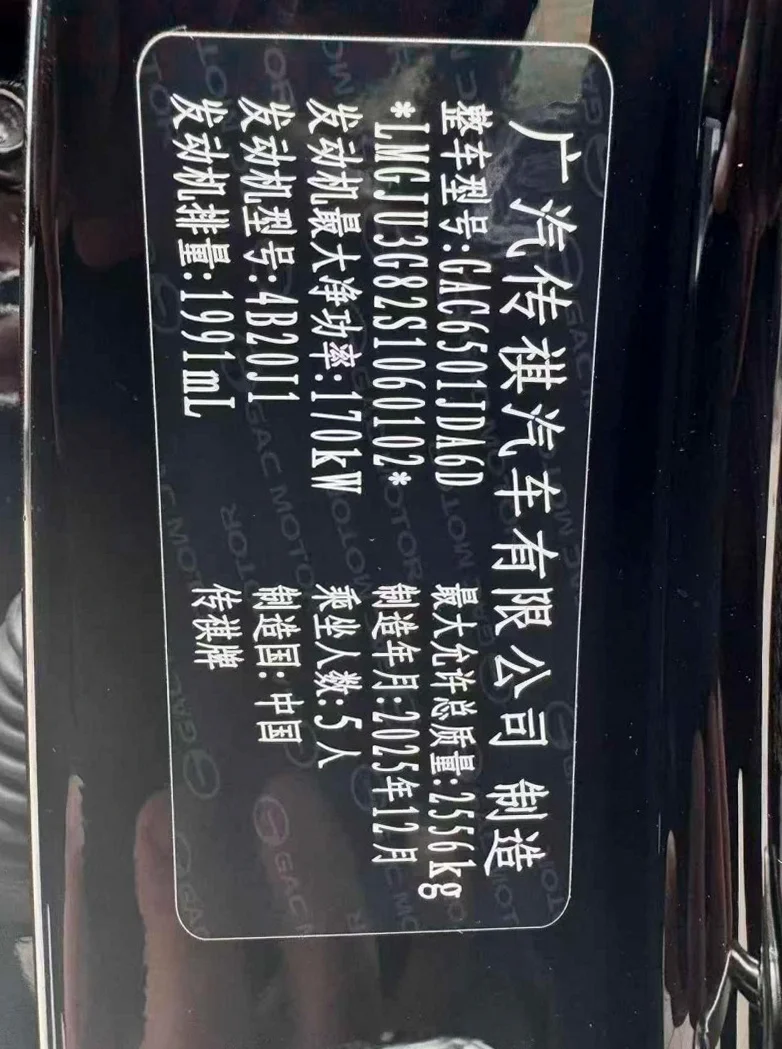 广汽传祺汽车有限公司 制造
整车型号:GAC6501JDA6D 最大允许总质量:2556kg
*LMGJU3G82S1060102* 制造年月:2025年12月
发动机最大净功率:170kW 乘坐人数:5人
发动机型号:4B20J1 制造国:中国
发动机排量:1991mL 传祺牌
GAC MOTOR